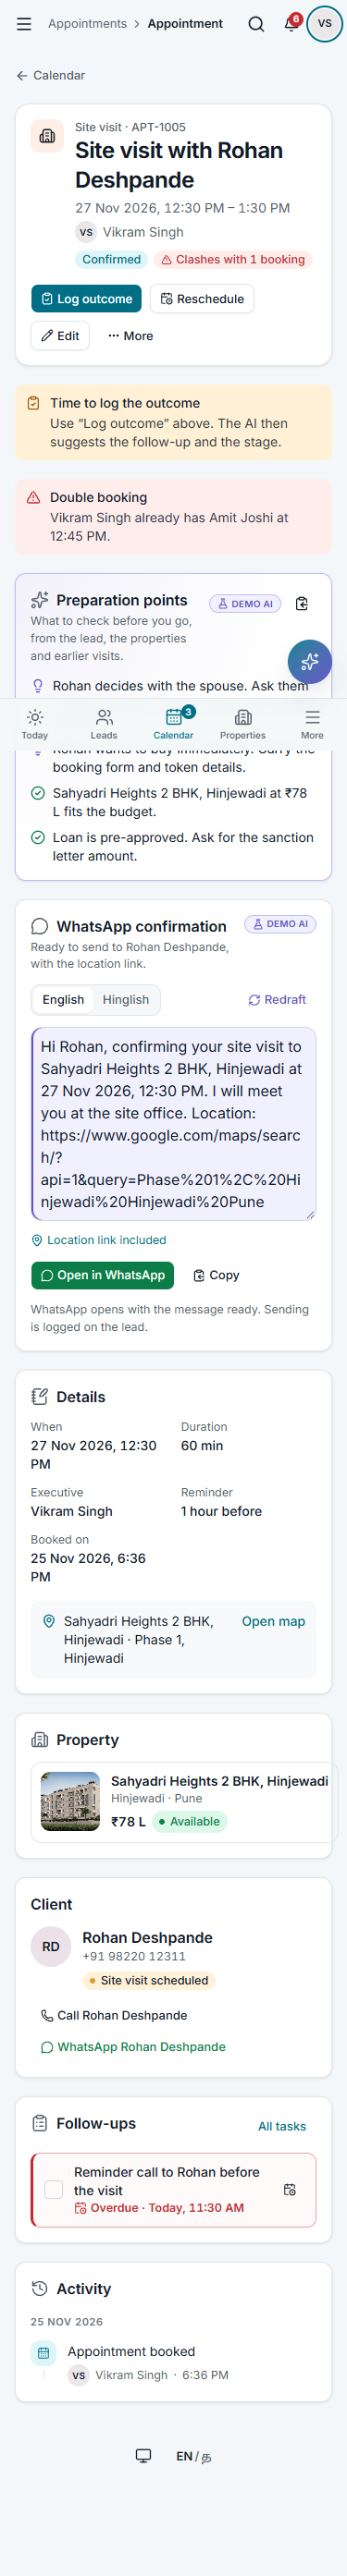 Appointments > Appointment
6
VS
← Calendar
Site visit · APT-1005
Site visit with Rohan
Deshpande
27 Nov 2026, 12:30 PM – 1:30 PM
VS Vikram Singh
Confirmed
Clashes with 1 booking
Log outcome
Reschedule
Edit
··· More
Time to log the outcome
Use “Log outcome” above. The AI then
suggests the follow-up and the stage.
Double booking
Vikram Singh already has Amit Joshi at
12:45 PM.
Preparation points
DEMO AI
What to check before you go,
from the lead, the properties
and earlier visits.
Rohan decides with the spouse. Ask them
Today
Leads
3
Calendar
Properties
More
Rohan wants to buy immediately. Carry the
booking form and token details.
Sahyadri Heights 2 BHK, Hinjewadi at ₹78
L fits the budget.
Loan is pre-approved. Ask for the sanction
letter amount.
WhatsApp confirmation
DEMO AI
Ready to send to Rohan Deshpande,
with the location link.
English
Hinglish
Redraft
Hi Rohan, confirming your site visit to
Sahyadri Heights 2 BHK, Hinjewadi at
27 Nov 2026, 12:30 PM. I will meet
you at the site office. Location:
https://www.google.com/maps/searc
h/?
api=1&query=Phase%201%2C%20Hi
njewadi%20Hinjewadi%20Pune
Location link included
Open in WhatsApp
Copy
WhatsApp opens with the message ready. Sending
is logged on the lead.
Details
When
Duration
27 Nov 2026, 12:30
PM
60 min
Executive
Reminder
Vikram Singh
1 hour before
Booked on
25 Nov 2026, 6:36
PM
Sahyadri Heights 2 BHK,
Hinjewadi · Phase 1,
Hinjewadi
Open map
Property
Sahyadri Heights 2 BHK, Hinjewadi
Hinjewadi · Pune
₹78 L
Available
Client
RD
Rohan Deshpande
+91 98220 12311
Site visit scheduled
Call Rohan Deshpande
WhatsApp Rohan Deshpande
Follow-ups
All tasks
Reminder call to Rohan before
the visit
Overdue · Today, 11:30 AM
Activity
25 NOV 2026
Appointment booked
VS Vikram Singh · 6:36 PM
EN / த